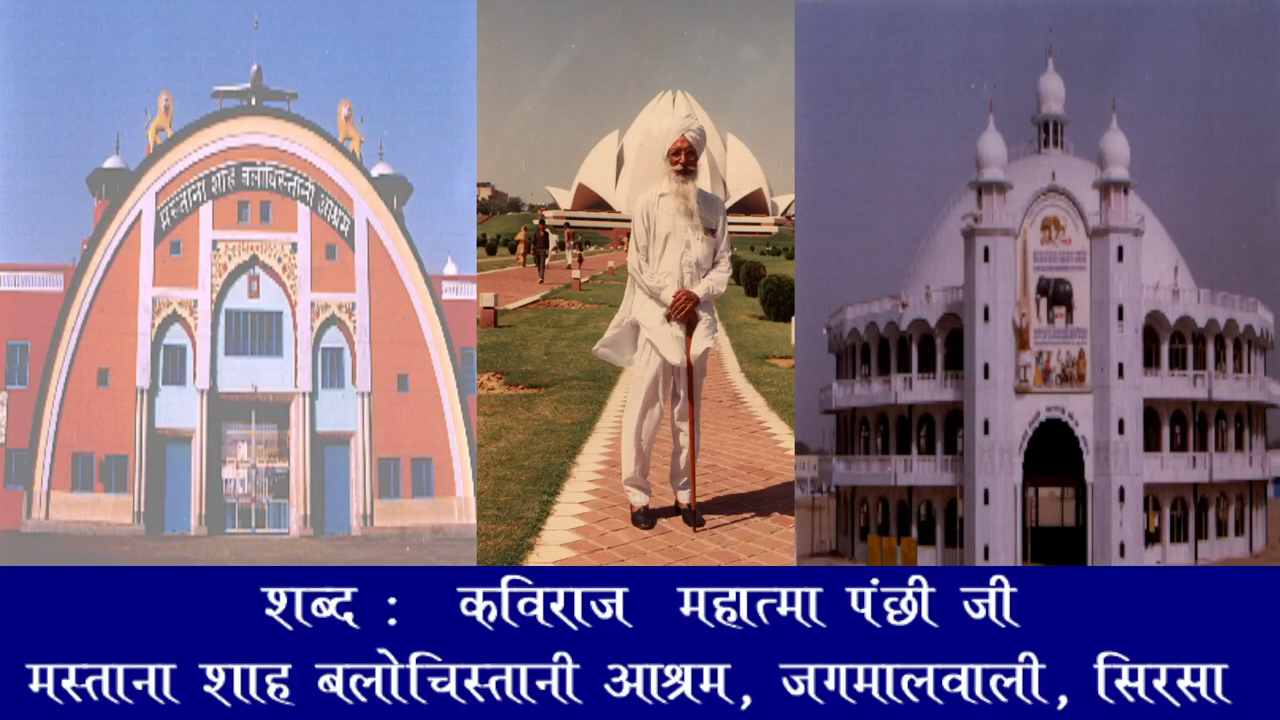 मस्ताना शाह बलोचिस्तानी आश्रम
शब्द : कविराज महात्मा पंछी जी
मस्ताना शाह बलोचिस्तानी आश्रम, जगमालवाली, सिरसा